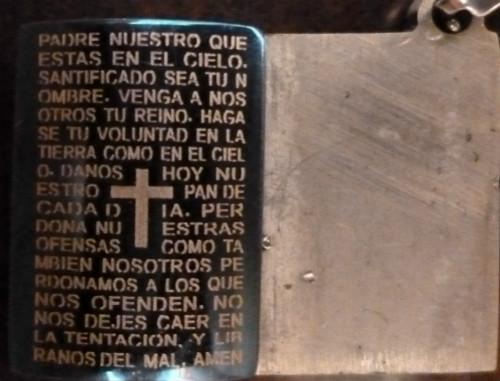 PADRE NUESTRO QUE
ESTAS EN EL CIELO.
SANTIFICADO SEA TU N
OMBRE. VENGA A NOS
OTROS TU REINO. HAGA
SE TU VOLUNTAD EN LA
TIERRA COMO EN EL CIEL
O. DANOS HOY NU
ESTRO PAN DE
CADA D IA. PER
DONA NU ESTRAS
OFENSAS COMO TA
MBIEN NOSOTROS PE
RDONAMOS A LOS QUE
NOS OFENDEN. NO
NOS DEJES CAER EN
LA TENTACION, Y LIB
RANOS DEL MAL, AMEN